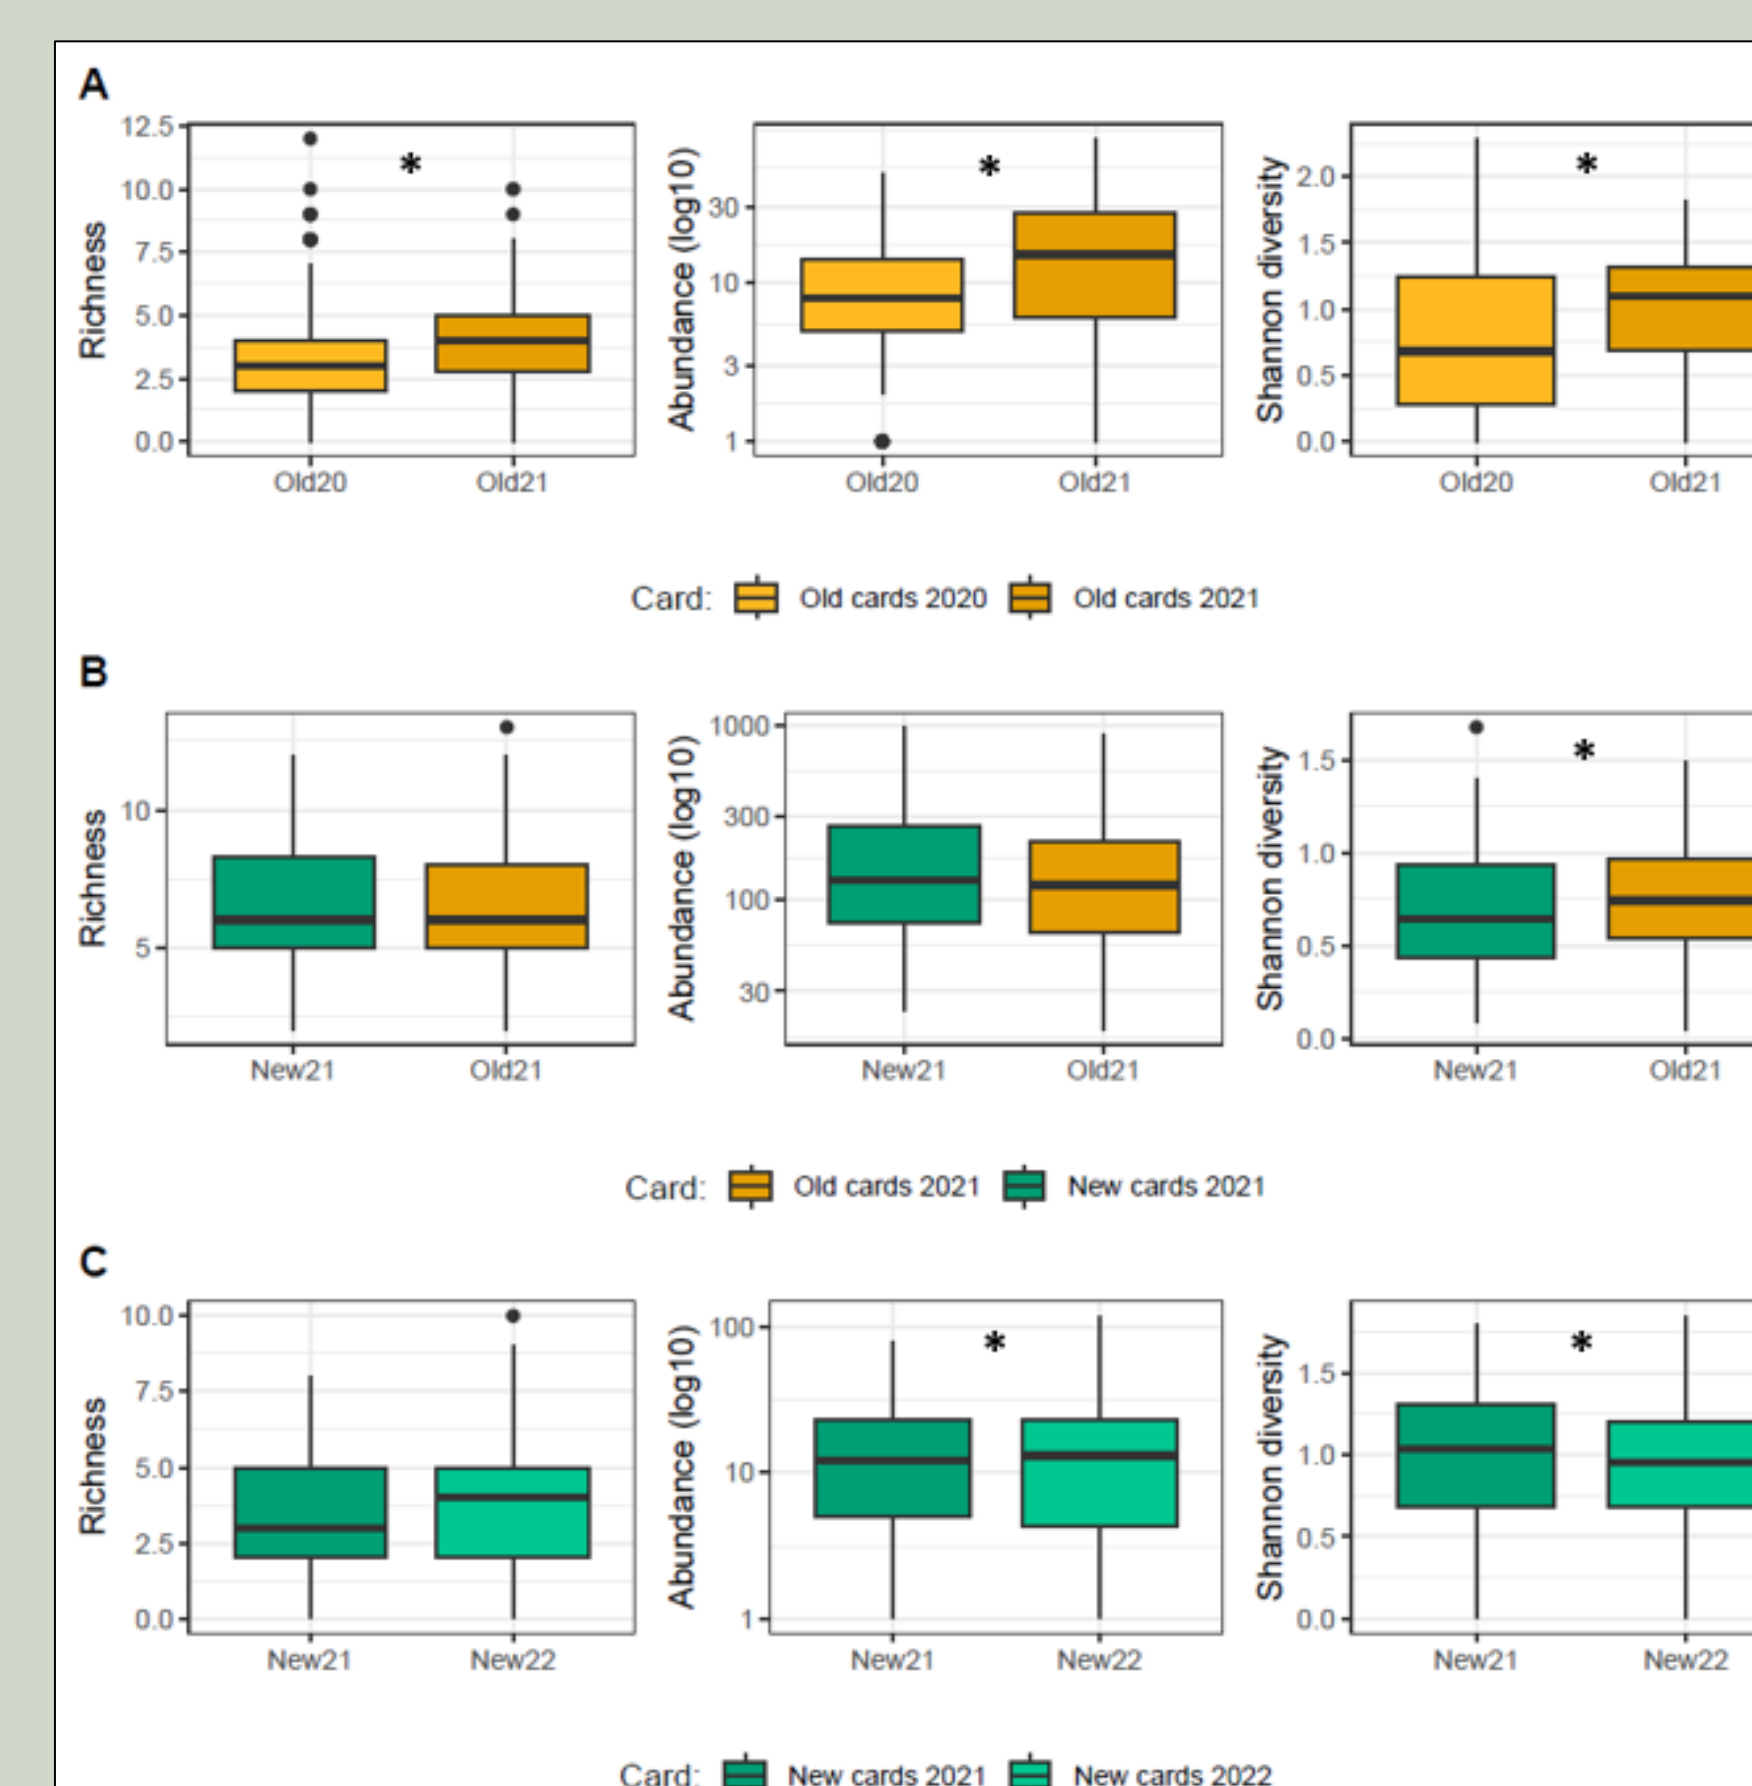 A
Richness
12.5
10.0
7.5
5.0
2.5
0.0
*
Old20 Old21
Abundance (log10)
30
10
3
1
*
Old20 Old21
Shannon diversity
2.0
1.5
1.0
0.5
0.0
*
Old20 Old21
Card: Old cards 2020 Old cards 2021
B
Richness
10
5
New21 Old21
Abundance (log10)
1000
300
100
30
New21 Old21
Shannon diversity
1.5
1.0
0.5
0.0
*
New21 Old21
Card: Old cards 2021 New cards 2021
C
Richness
10.0
7.5
5.0
2.5
0.0
New21 New22
Abundance (log10)
100
10
1
*
New21 New22
Shannon diversity
1.5
1.0
0.5
0.0
*
New21 New22
Card: New cards 2021 New cards 2022